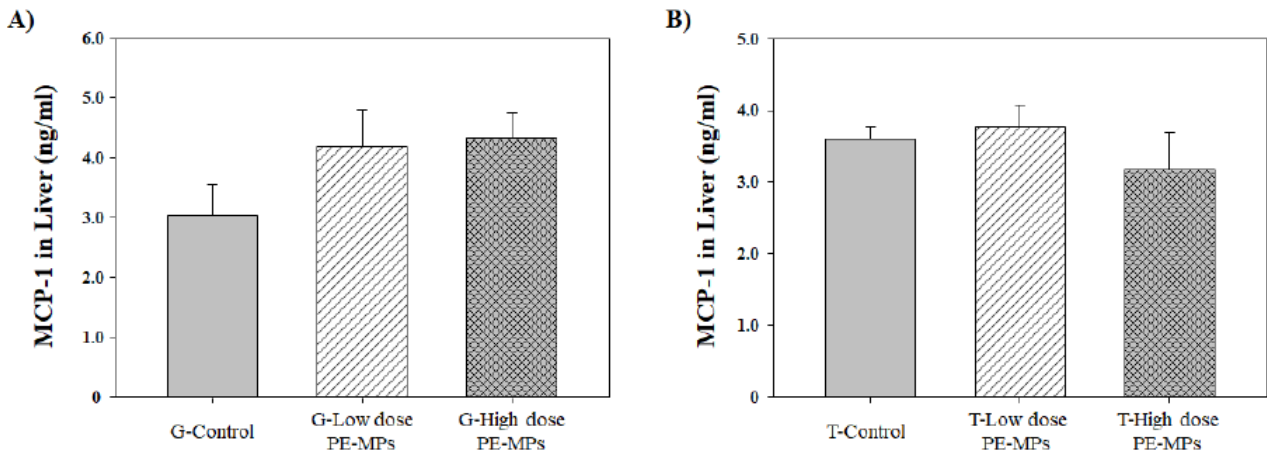 A)
6.0
5.0
4.0
3.0
2.0
1.0
0
MCP-1 in Liver (ng/ml)
G-Control
G-Low dose
PE-MPs
G-High dose
PE-MPs
B)
5.0
4.0
3.0
2.0
1.0
0
MCP-1 in Liver (ng/ml)
T-Control
T-Low dose
PE-MPs
T-High dose
PE-MPs